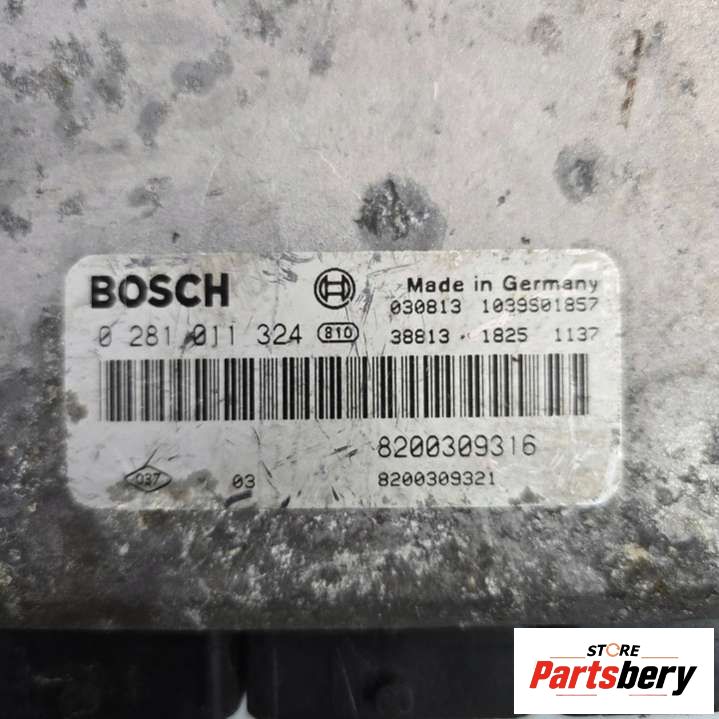 BOSCH Made in Germany
030813 1039S01857
0 281 011 324 810 38813 1825 1137
8200309316
037 03 8200309321
STORE
Partsbery